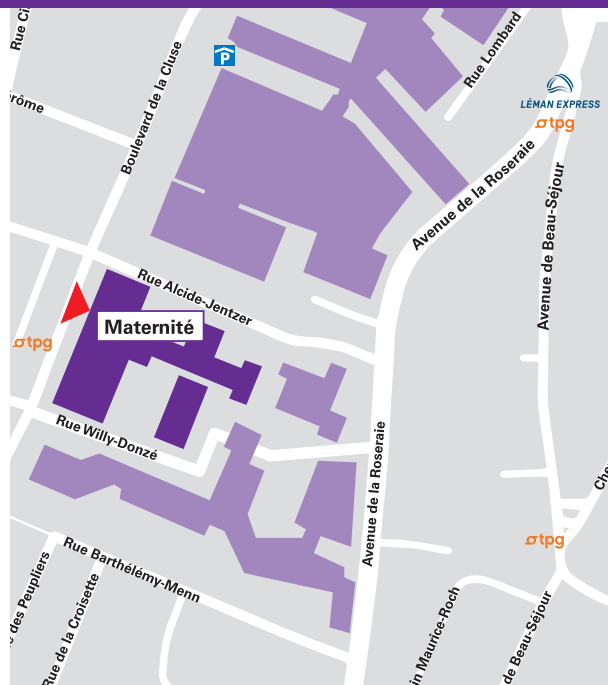 Rue Ci
Boulevard de la Cluse
P
Rue Lombard
LÉMAN EXPRESS
tpg
érôme
Avenue de la Roseraie
Avenue de Beau-Séjour
Rue Alcide-Jentzer
Maternité
tpg
Rue Willy-Donzé
Avenue de la Roseraie
Che
tpg
Rue Barthélémy-Menn
des Peupliers
Rue de la Croisette
in Maurice-Roch
de Beau-Séjour